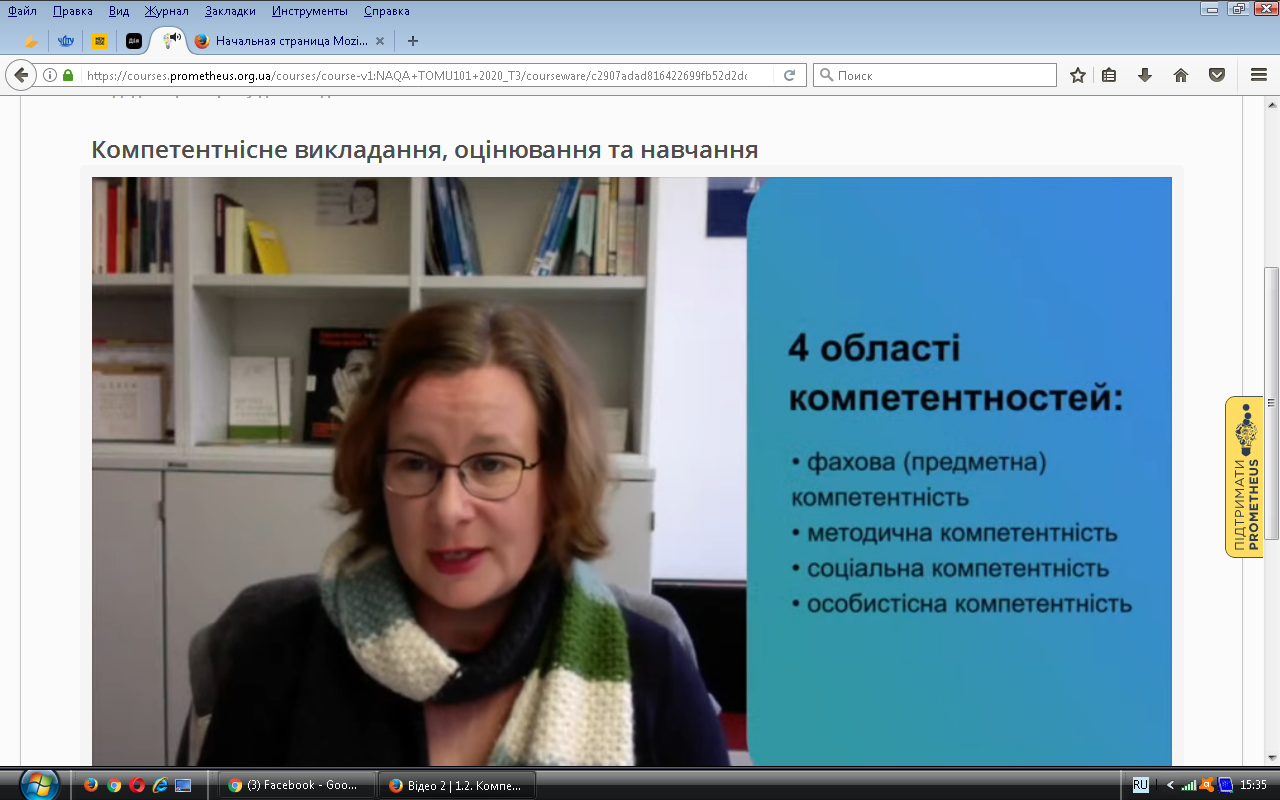 Файл Правка Вид Журнал Закладки Инструменты Справка
Начальная страница Mozi...
https://courses.prometheus.org.ua/courses/course-v1:NAQA+TOMU101+2020_T3/courseware/c2907adad816422699fb52d2dc
Поиск
Компетентнісне викладання, оцінювання та навчання
4 області
компетентностей:
• фахова (предметна)
компетентність
• методична компетентність
• соціальна компетентність
• особистісна компетентність
ПІДТРИМАТИ
PROMETHEUS
(3) Facebook - Goo...
Відео 2 | 1.2. Компе...
RU
15:35